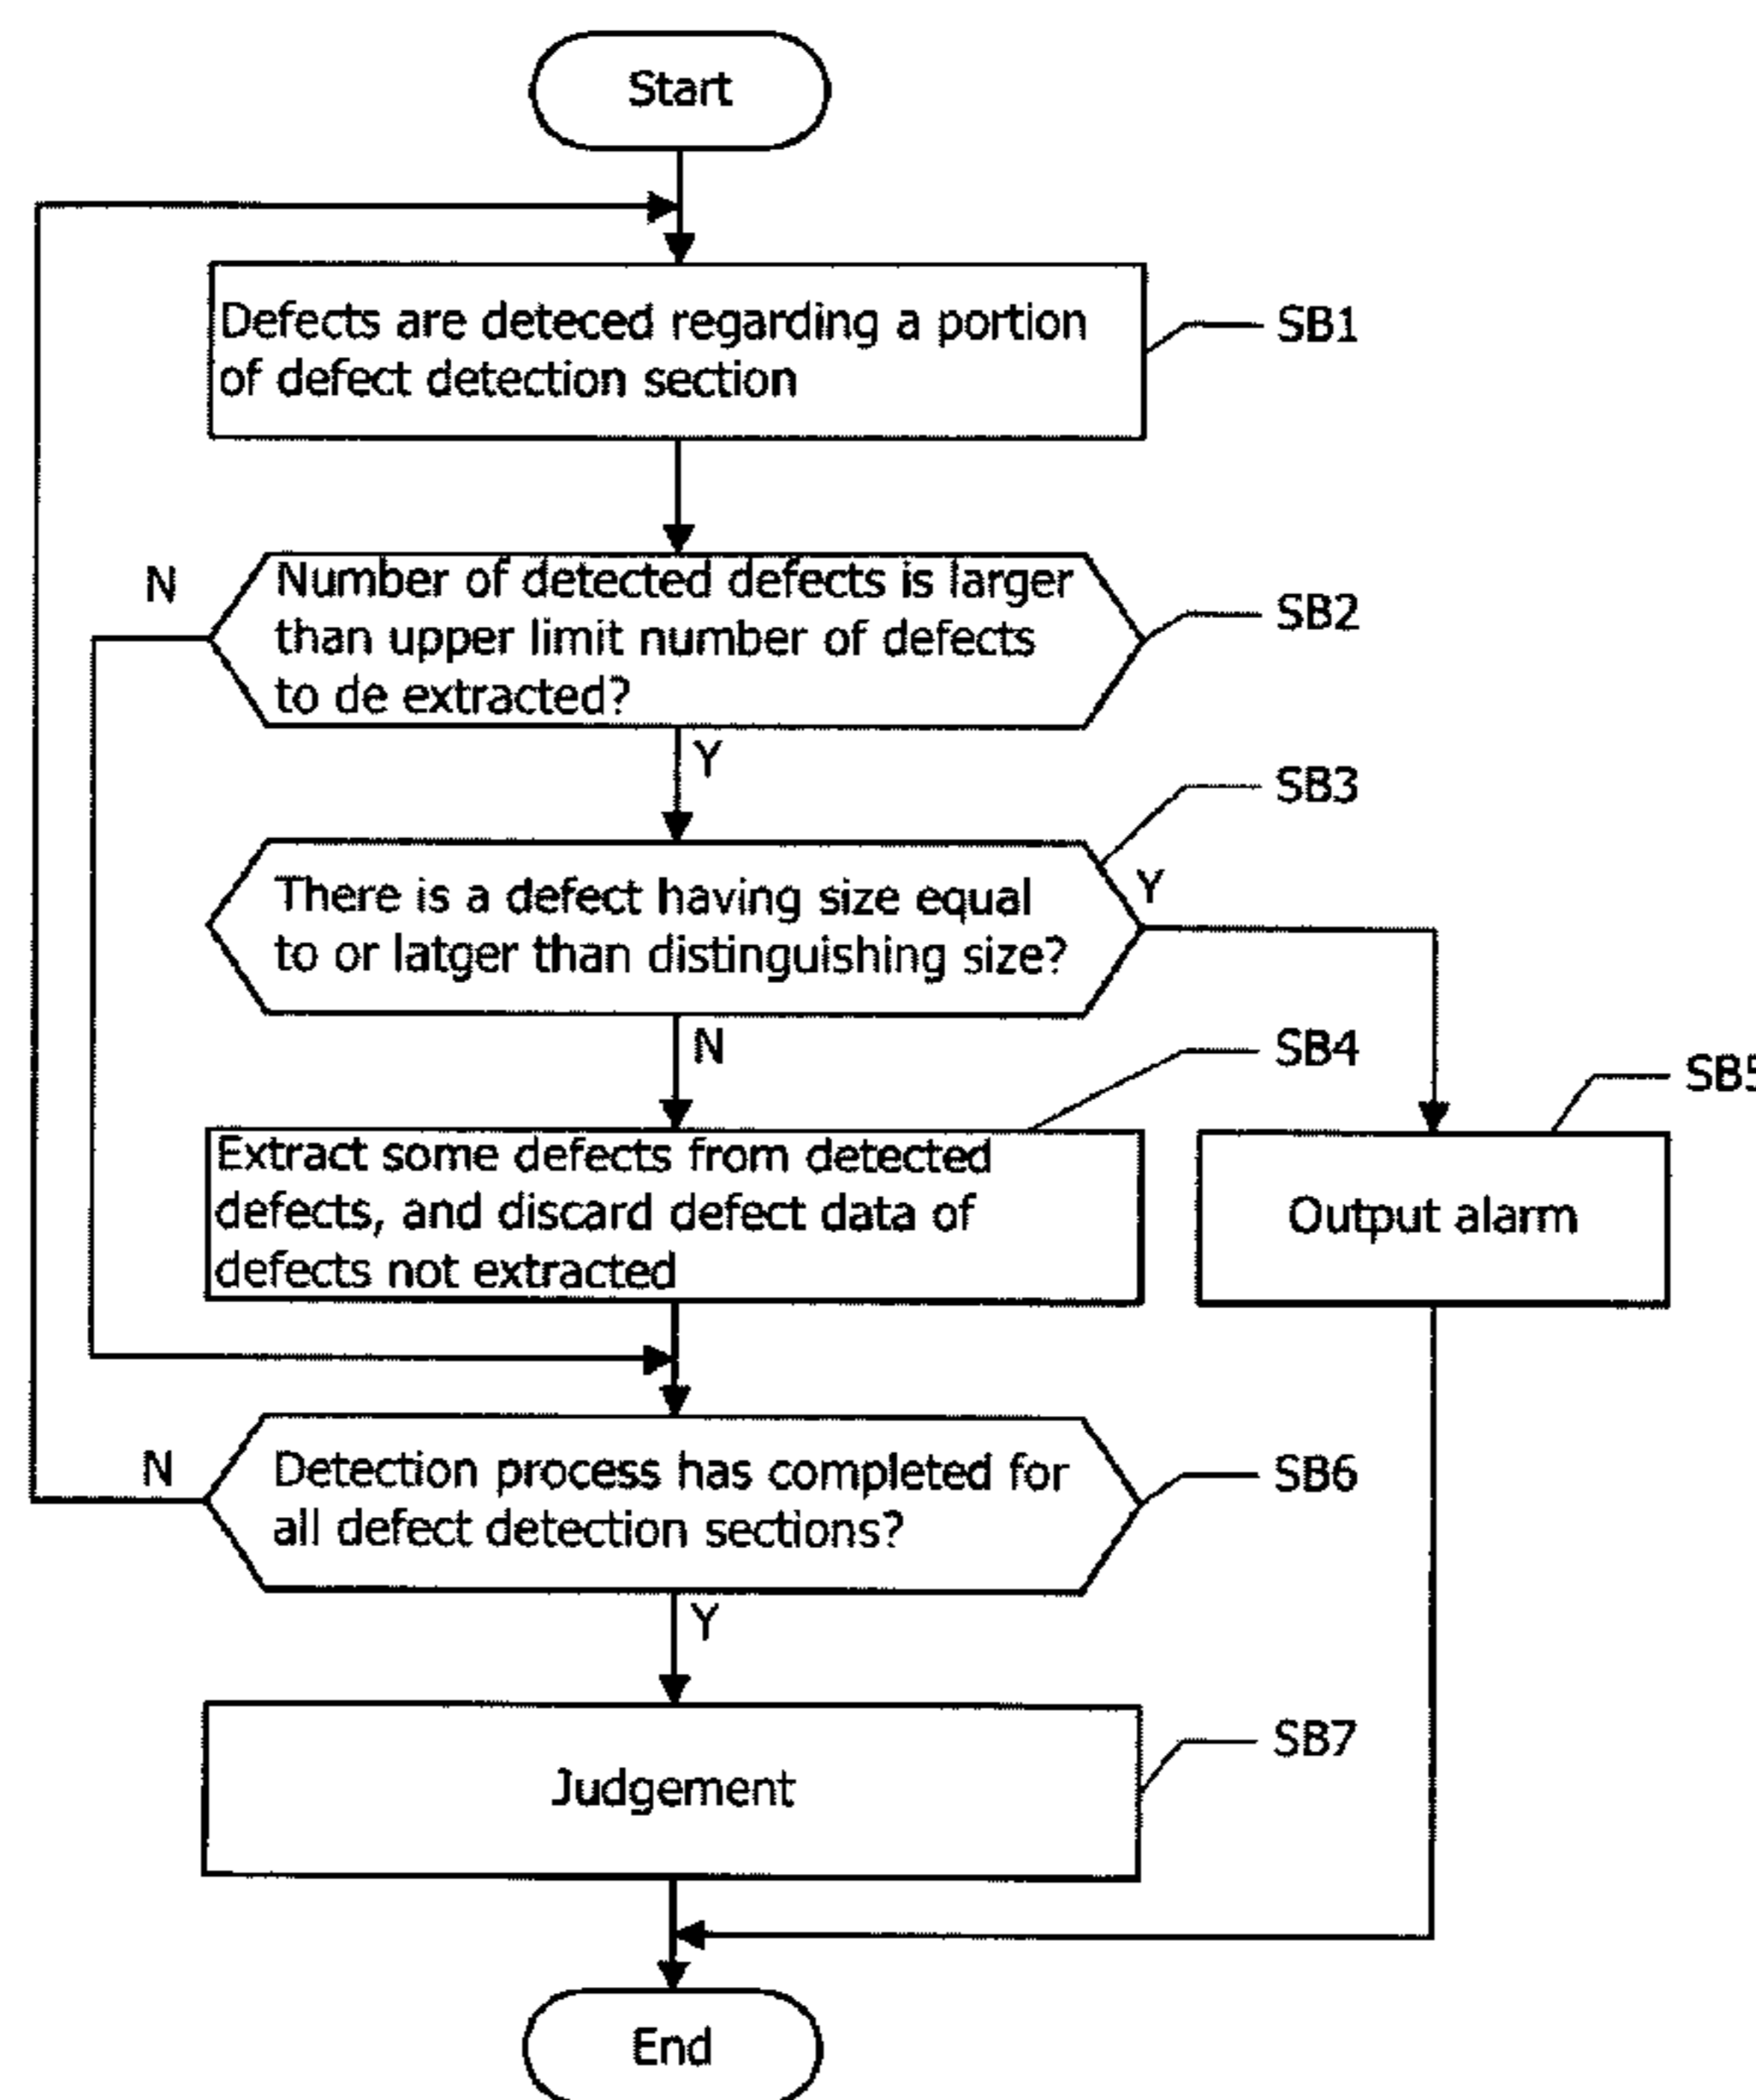 Start
Defects are deteced regarding a portion
of defect detection section
SB1
N
Number of detected defects is larger
than upper limit number of defects
to de extracted?
SB2
Y
SB3
There is a defect having size equal
to or latger than distinguishing size?
Y
N
SB4
SB5
Extract some defects from detected
defects, and discard defect data of
defects not extracted
Output alarm
N
Detection process has completed for
all defect detection sections?
SB6
Y
SB7
Judgement
End